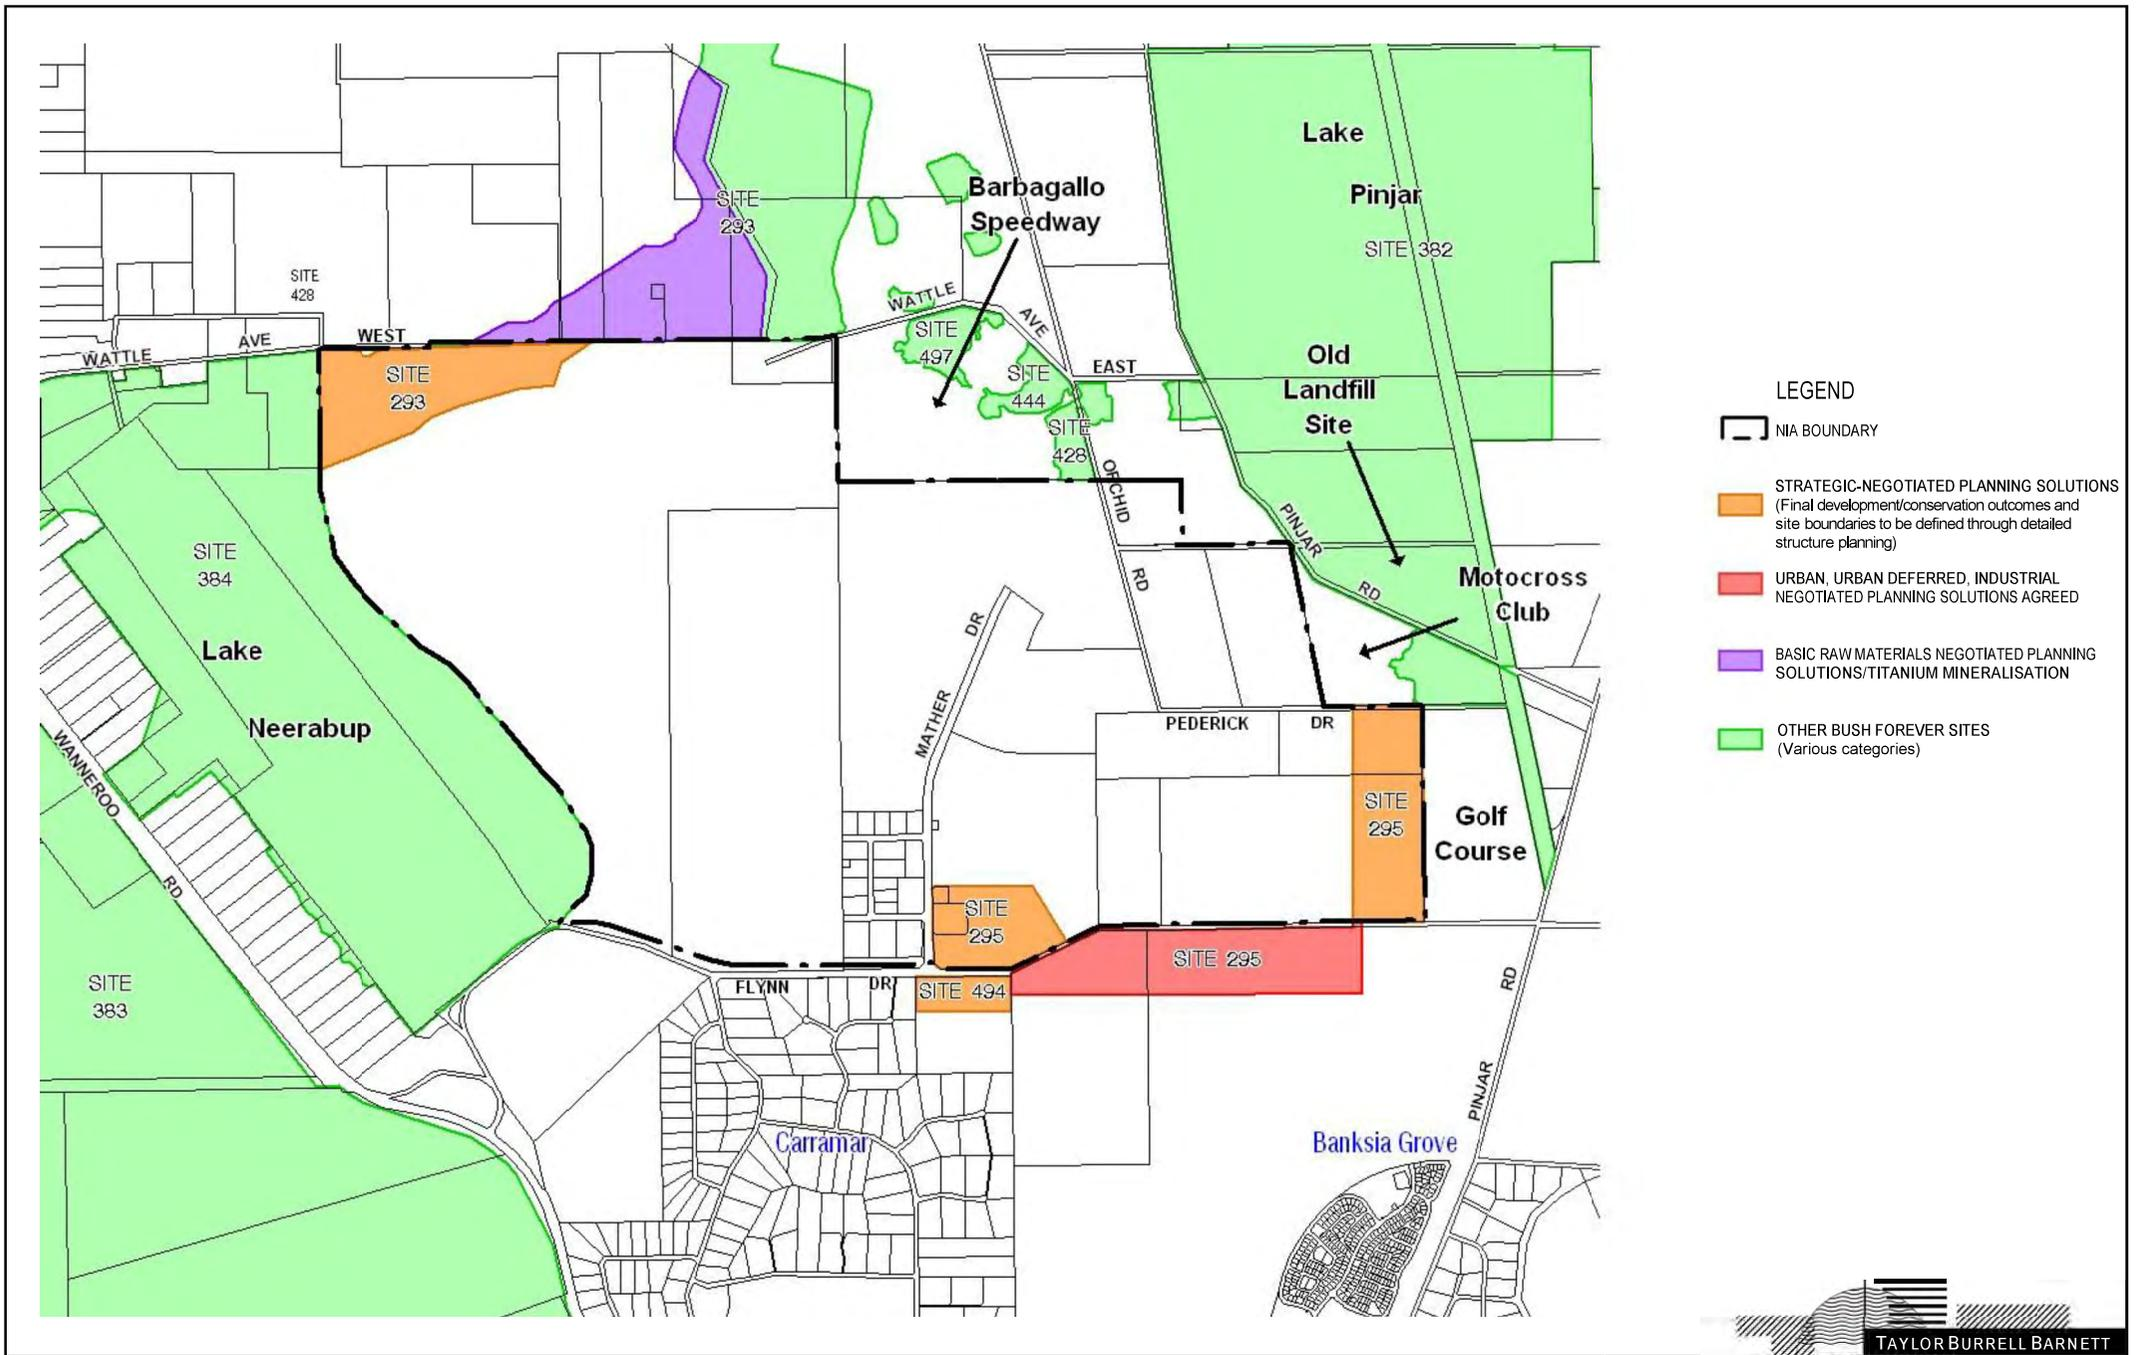 Lake
Pinjar
SITE 382
Barbagallo
Speedway
SITE
293
SITE
428
WATTLE
AVE
WEST
WATTLE
AVE
SITE
497
SITE
444
SITE
428
EAST
Old
Landfill
Site
SITE
293
ORCHID
RD
PINJAR
RD
SITE
384
Lake
Neerabup
Motocross
Club
MATHER
DR
PEDERICK
DR
WANNEROO
RD
SITE
295
Golf
Course
SITE
295
SITE 295
SITE
383
FLYNN
DR
SITE 494
PINJAR
RD
Carramar
Banksia Grove
LEGEND
NIA BOUNDARY
STRATEGIC-NEGOTIATED PLANNING SOLUTIONS
(Final development/conservation outcomes and
site boundaries to be defined through detailed
structure planning)
URBAN, URBAN DEFERRED, INDUSTRIAL
NEGOTIATED PLANNING SOLUTIONS AGREED
BASIC RAW MATERIALS NEGOTIATED PLANNING
SOLUTIONS/TITANIUM MINERALISATION
OTHER BUSH FOREVER SITES
(Various categories)
TAYLOR BURRELL BARNETT